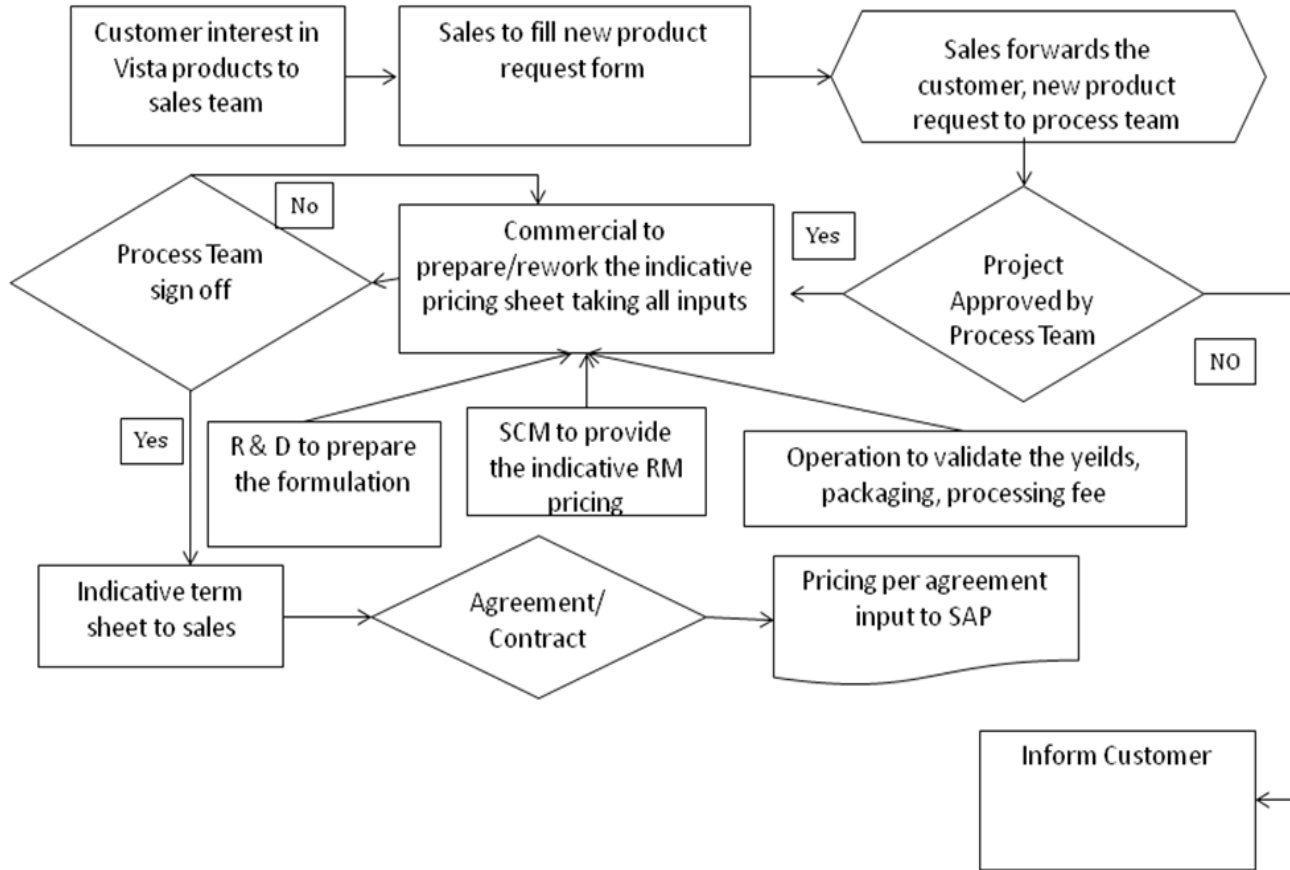 Customer interest in
Vista products to
sales team
Sales to fill new product
request form
Sales forwards the
customer, new product
request to process team
No
Process Team
sign off
Commercial to
prepare/rework the indicative
pricing sheet taking all inputs
Yes
Project
Approved by
Process Team
NO
Yes
R & D to prepare
the formulation
SCM to provide
the indicative RM
pricing
Operation to validate the yeilds,
packaging, processing fee
Indicative term
sheet to sales
Agreement/
Contract
Pricing per agreement
input to SAP
Inform Customer